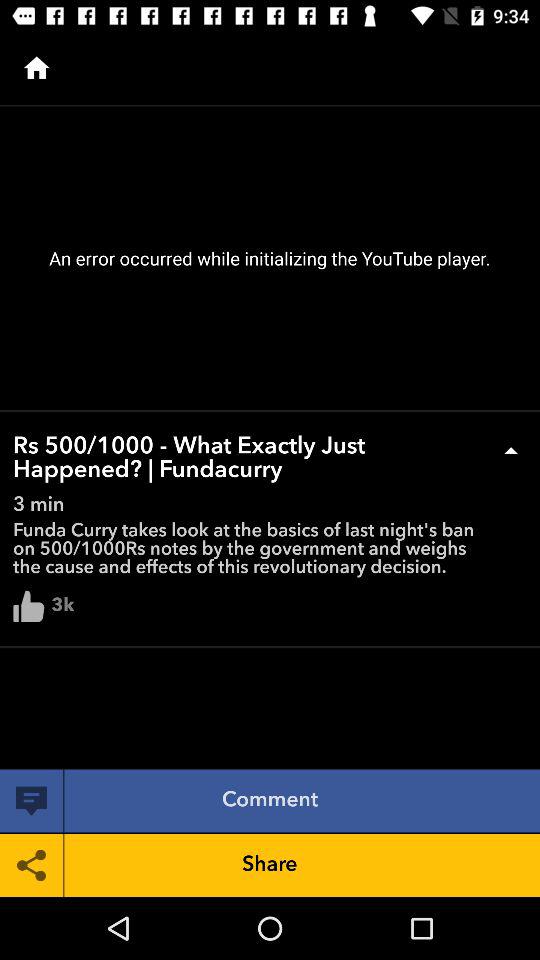 9:34
An error occurred while initializing the YouTube player.
Rs 500/1000 - What Exactly Just
Happened? | Fundacurry
3 min
Funda Curry takes look at the basics of last night's ban
on 500/1000Rs notes by the government and weighs
the cause and effects of this revolutionary decision.
3k
Comment
Share